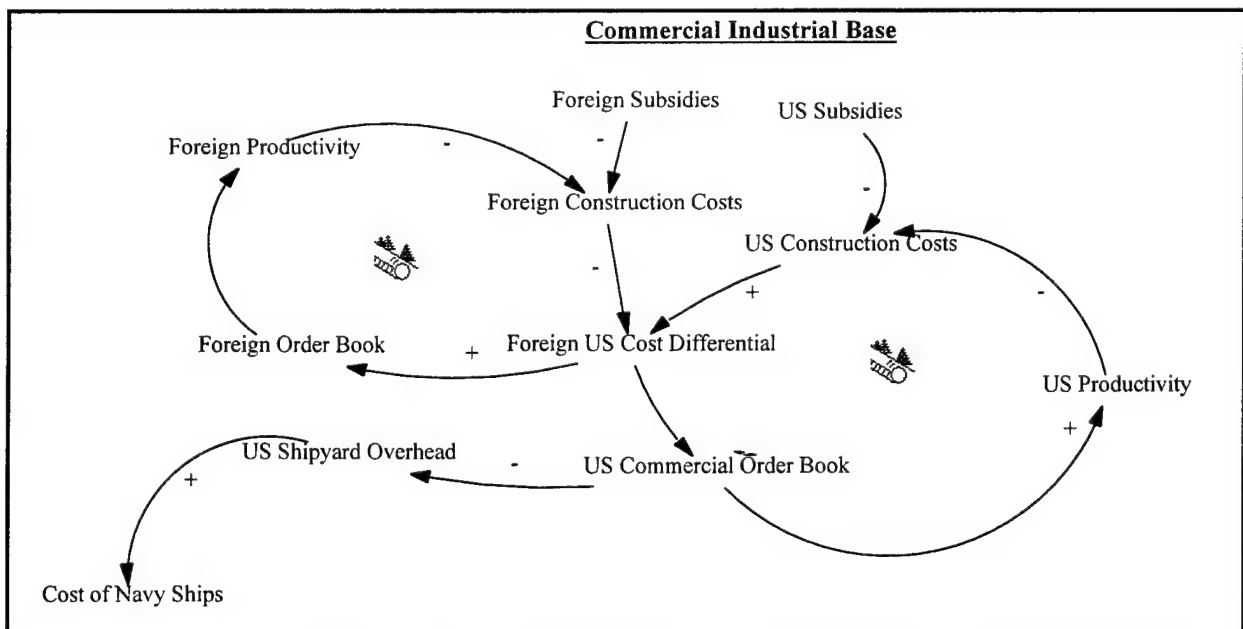 Commercial Industrial Base
Foreign Subsidies
US Subsidies
Foreign Productivity
-
-
-
Foreign Construction Costs
US Construction Costs
-
+
-
Foreign Order Book
+
Foreign US Cost Differential
US Productivity
+
US Shipyard Overhead
-
US Commercial Order Book
+
Cost of Navy Ships